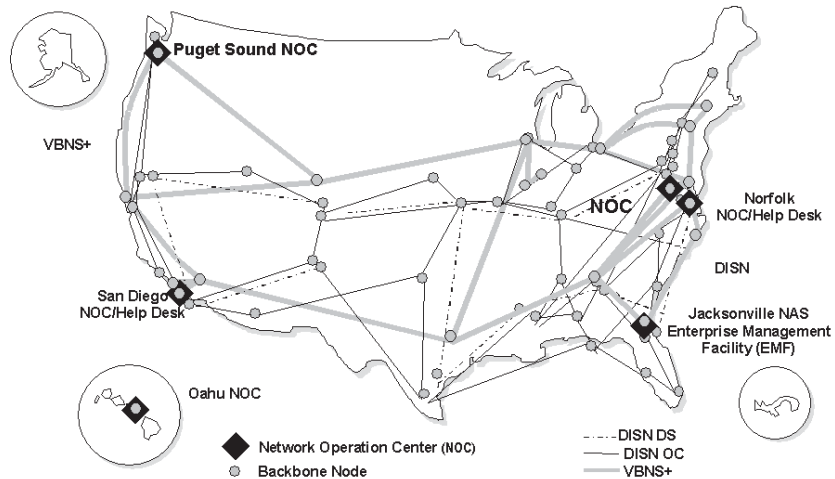 Puget Sound NOC
VBNS+
NOC
Norfolk
NOC/Help Desk
DISN
San Diego
NOC/Help Desk
Jacksonville NAS
Enterprise Management
Facility (EMF)
Oahu NOC
Network Operation Center (NOC)
Backbone Node
DISN DS
DISN OC
VBNS+